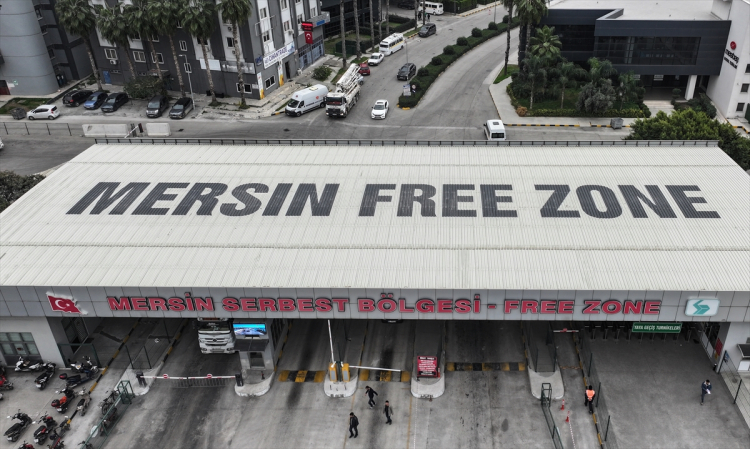 MERSIN FREE ZONE
MERSİN SERBEST BÖLGESİ - FREE ZONE